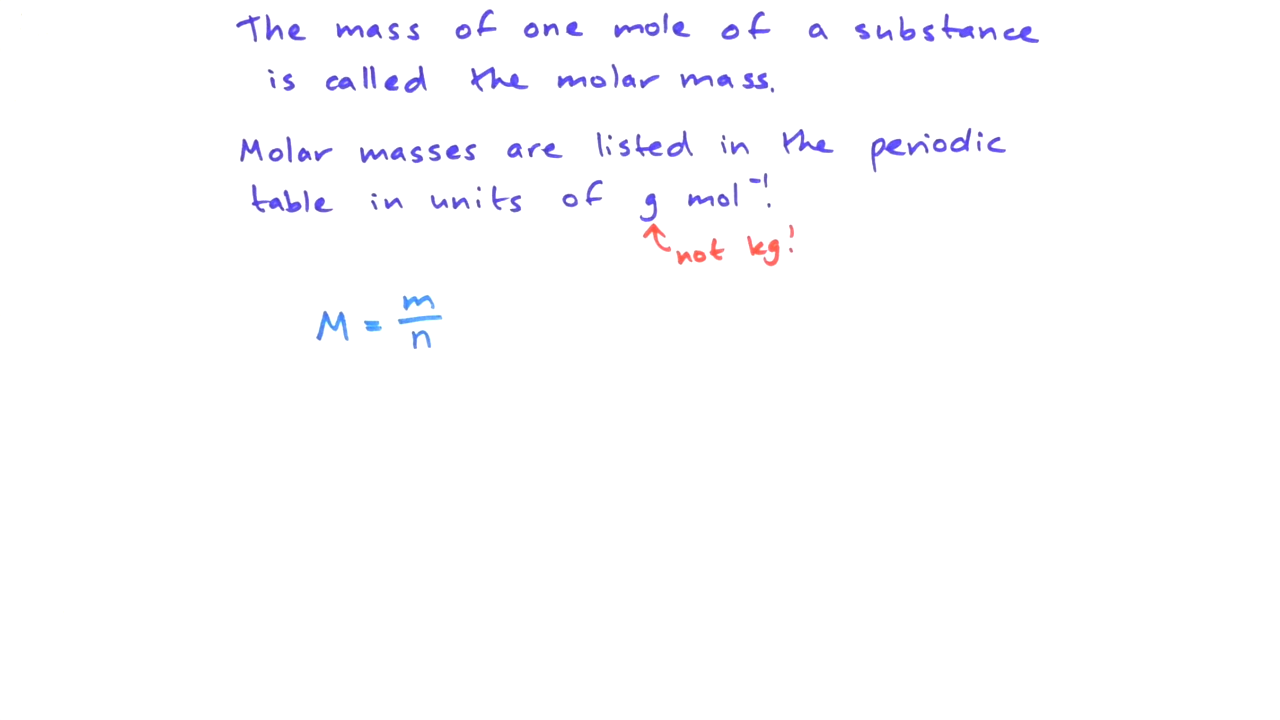 The mass of one mole of a substance
is called the molar mass.
Molar masses are listed in the periodic
table in units of g mol⁻¹.
not kg!
M = m/n